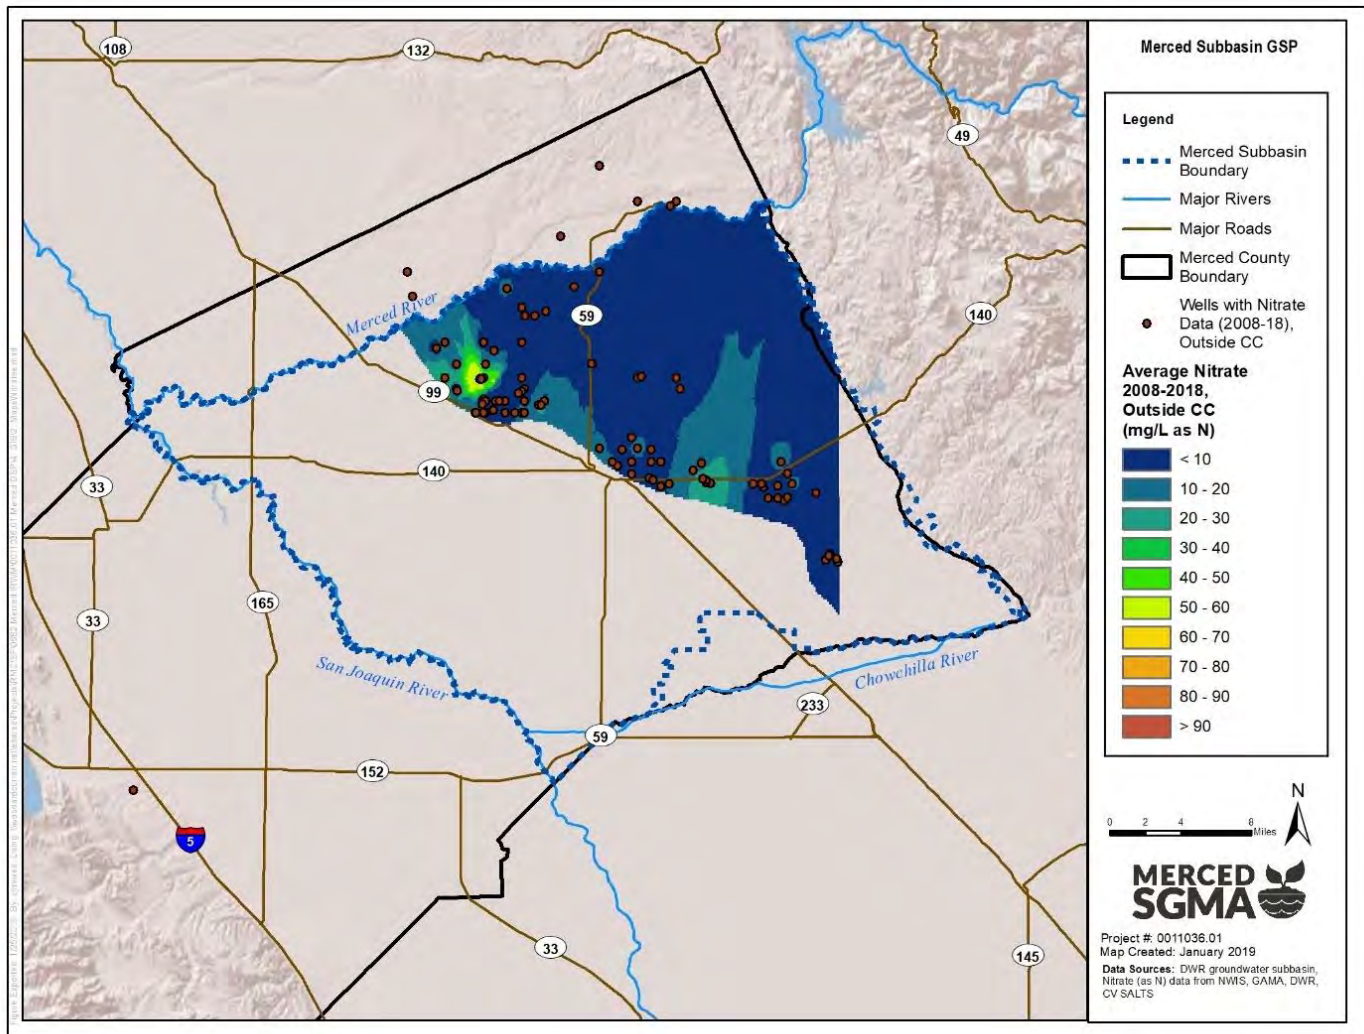 108
132
49
Merced River
59
140
99
140
33
165
33
San Joaquin River
Chowchilla River
233
59
152
5
33
145
Merced Subbasin GSP
Legend
Merced Subbasin
Boundary
Major Rivers
Major Roads
Merced County
Boundary
Wells with Nitrate
Data (2008-18),
Outside CC
Average Nitrate
2008-2018,
Outside CC
(mg/L as N)
< 10
10 - 20
20 - 30
30 - 40
40 - 50
50 - 60
60 - 70
70 - 80
80 - 90
> 90
N
0 2 4 8
Miles
MERCED
SGMA
Project #: 0011036.01
Map Created: January 2019
Data Sources: DWR groundwater subbasin,
Nitrate (as N) data from NWIS, GAMA, DWR,
CV SALTS